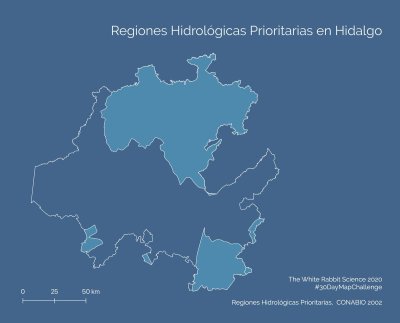 Regiones Hidrológicas Prioritarias en Hidalgo
The White Rabbit Science 2020
#30DayMapChallenge
0 25 50 km
Regiones Hidrológicas Prioritarias, CONABIO 2002